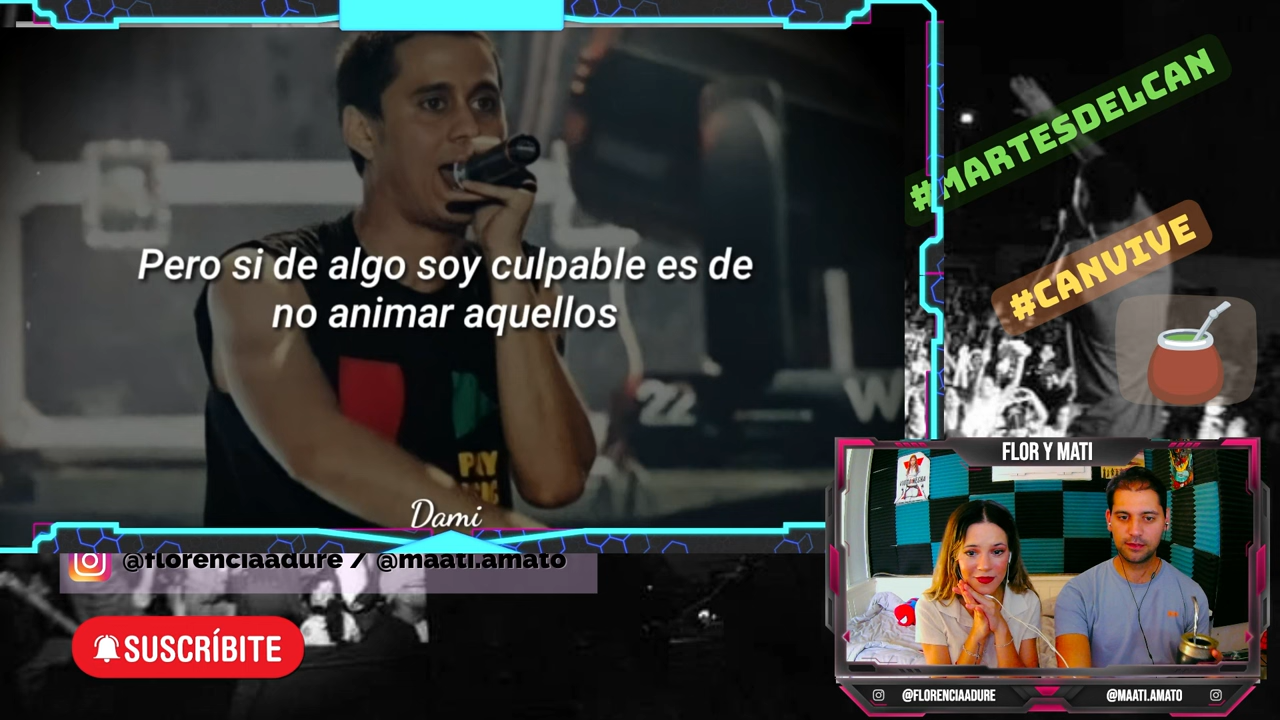 #MARTESDELCAN
#CANVIVE
Pero si de algo soy culpable es de
no animar aquellos
22
W
Dami
@florenciaadure / @maati.amato
SUSCRÍBITE
FLOR Y MATI
@FLORENCIAADURE
@MAATI.AMATO